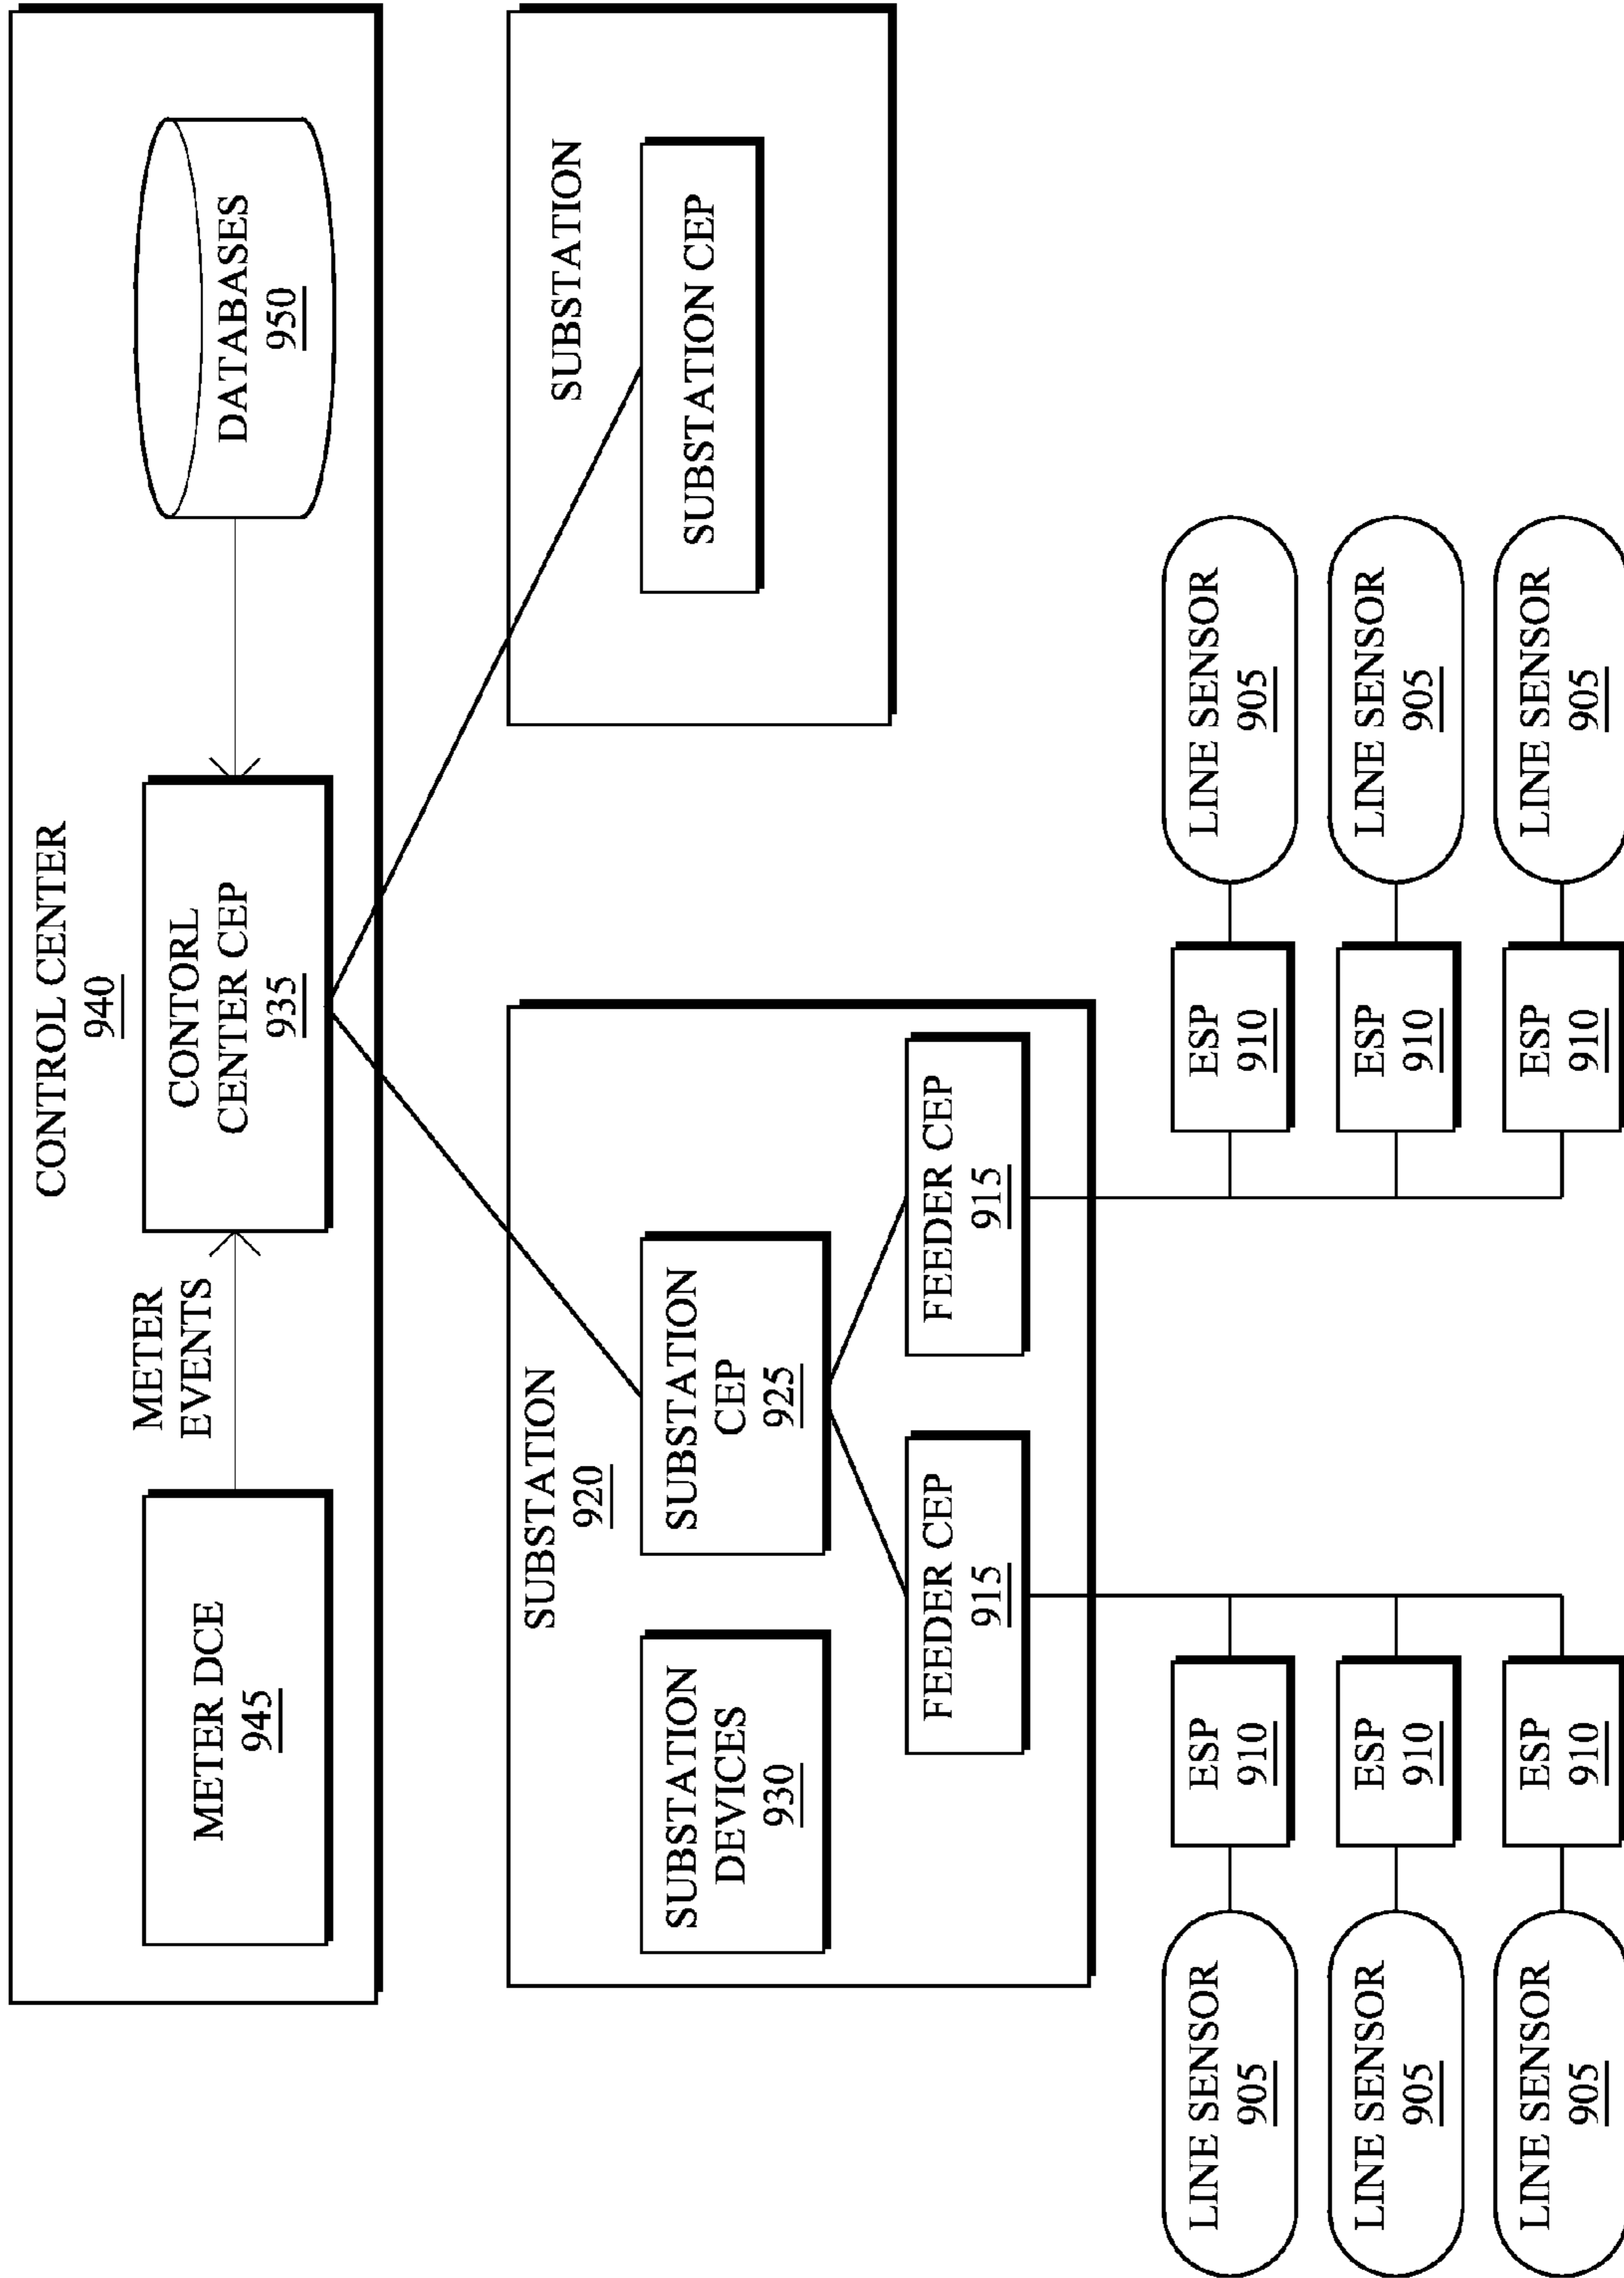 CONTROL CENTER
940
METER DCE
945
METER
EVENTS
CONTORL
CENTER CEP
935
DATABASES
950
SUBSTATION
920
SUBSTATION
DEVICES
930
SUBSTATION
CEP
925
FEEDER CEP
915
FEEDER CEP
915
SUBSTATION
SUBSTATION CEP
LINE SENSOR
905
ESP
910
ESP
910
LINE SENSOR
905
LINE SENSOR
905
ESP
910
ESP
910
LINE SENSOR
905
LINE SENSOR
905
ESP
910
ESP
910
LINE SENSOR
905